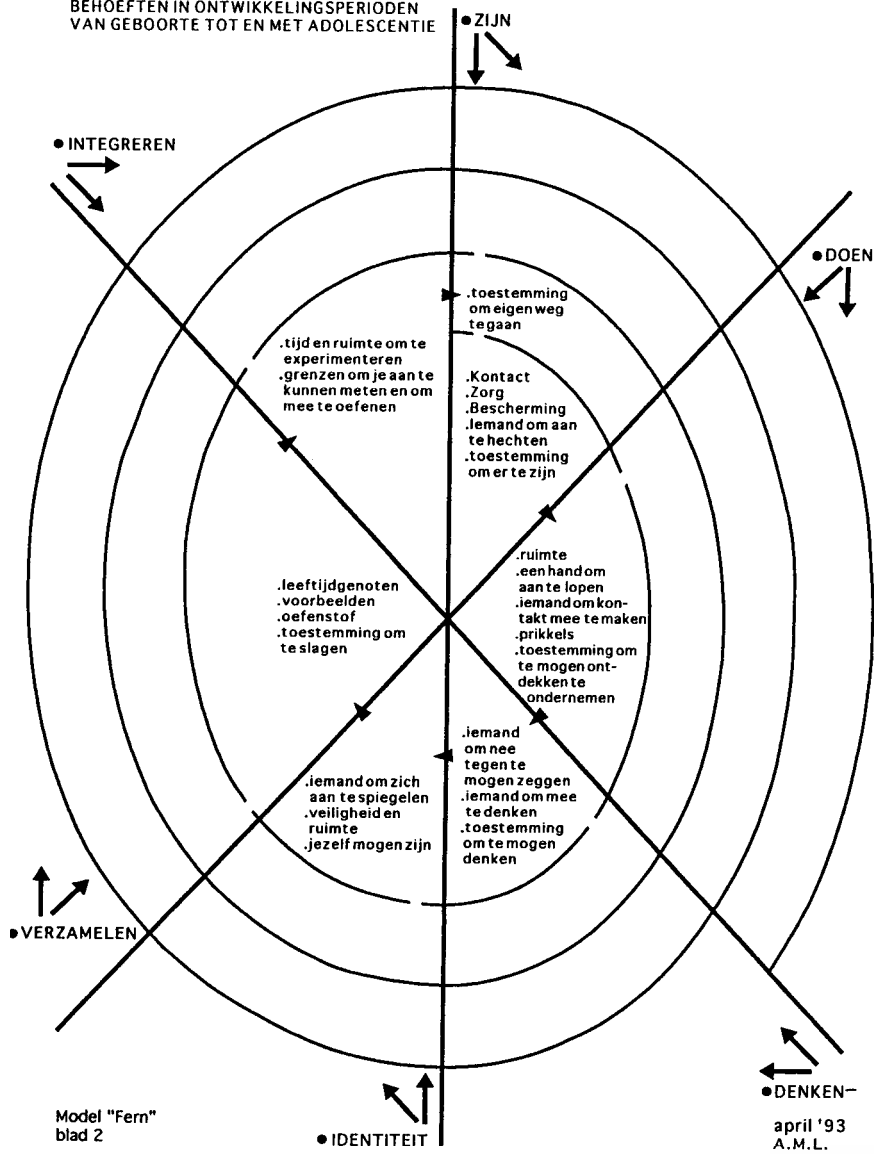 BEHOEFTEN IN ONTWIKKELINGSPERIODEN
VAN GEBOORTE TOT EN MET ADOLESCENTIE
• ZIJN
• INTEGREREN
• DOEN
.toestemming
om eigen weg
te gaan
.tijd en ruimte om te
experimenteren
.grenzen om je aan te
kunnen meten en om
mee te oefenen
.Kontact
.Zorg
.Bescherming
.Iemand om aan
te hechten
.toestemming
om er te zijn
.ruimte
.een hand om
aan te lopen
.iemand om kon-
takt mee te maken
.prikkels
.toestemming om
te mogen ont-
dekken te
ondernemen
.leeftijdgenoten
.voorbeelden
.oefenstof
.toestemming om
te slagen
.iemand
om nee
tegen te
mogen zeggen
.iemand om mee
te denken
.toestemming
om te mogen
denken
.iemand om zich
aan te spiegelen
.veiligheid en
ruimte
.jezelf mogen zijn
• VERZAMELEN
• DENKEN
• IDENTITEIT
Model "Fern"
blad 2
april '93
A.M.L.